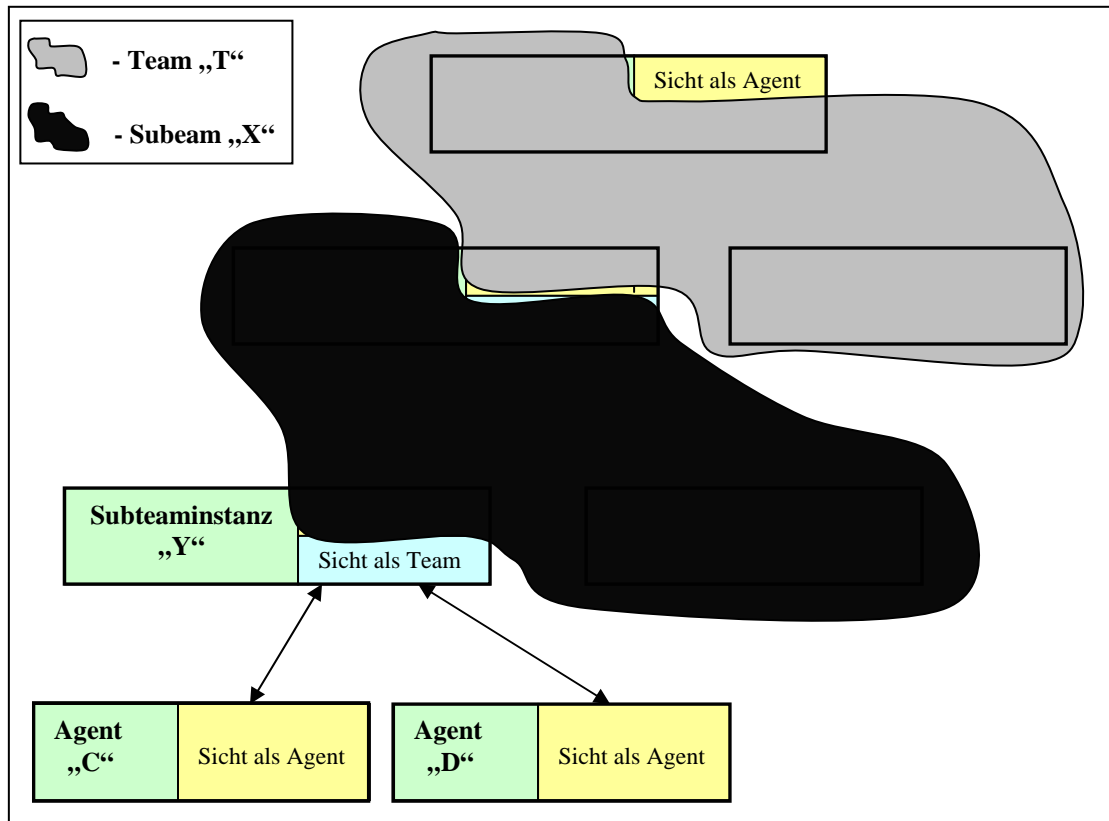 - Team „T“
- Subeam „X“
Sicht als Agent
Subteaminstanz
„Y“
Sicht als Team
Agent
„C“
Sicht als Agent
Agent
„D“
Sicht als Agent